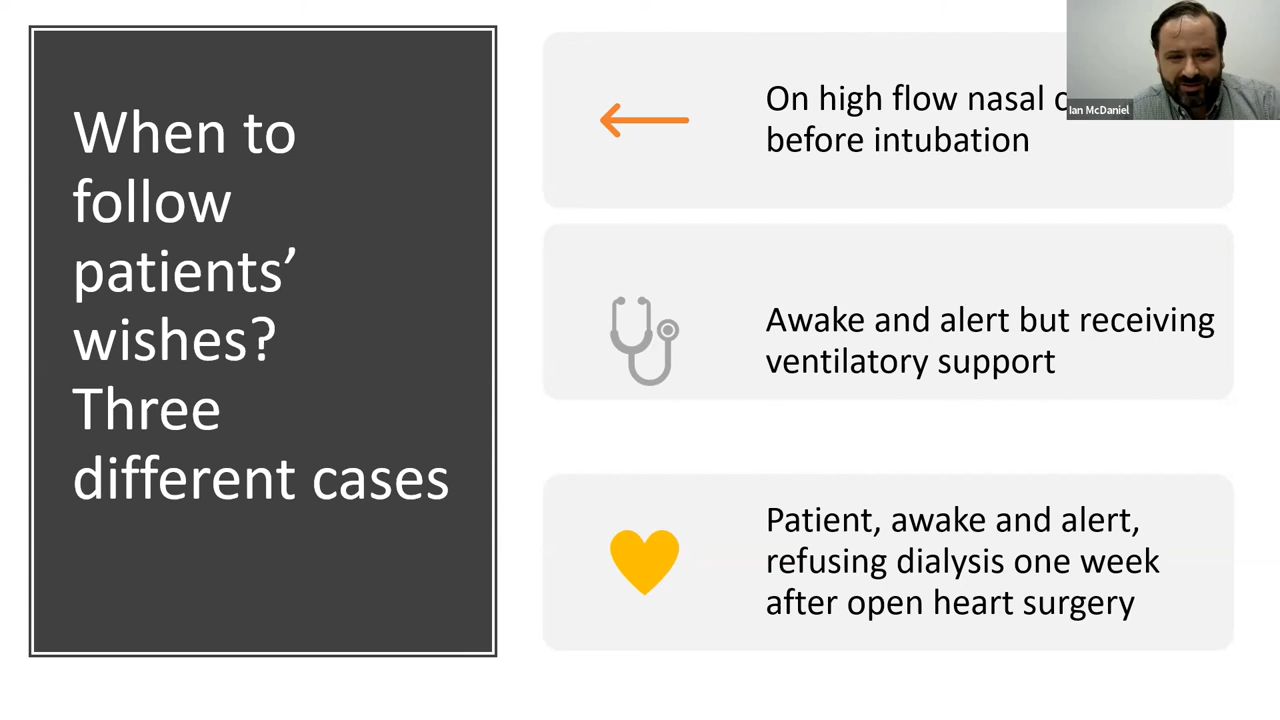 When to
follow
patients’
wishes?
Three
different cases
On high flow nasal
before intubation
Ian McDaniel
Awake and alert but receiving
ventilatory support
Patient, awake and alert,
refusing dialysis one week
after open heart surgery